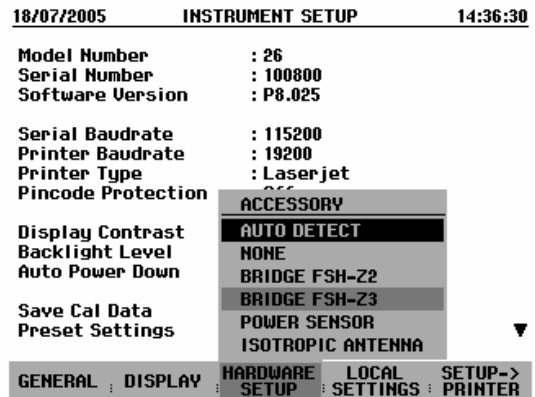 18/07/2005 INSTRUMENT SETUP 14:36:30
Model Number : 26
Serial Number : 100800
Software Version : P8.025
Serial Baudrate : 115200
Printer Baudrate : 19200
Printer Type : Laserjet
Pincode Protection
ACCESSORY
Display Contrast
AUTO DETECT
Backlight Level
NONE
Auto Power Down
BRIDGE FSH-Z2
BRIDGE FSH-Z3
Save Cal Data
POWER SENSOR
Preset Settings
ISOTROPIC ANTENNA
GENERAL DISPLAY HARDWARE SETUP LOCAL SETTINGS SETUP-> PRINTER